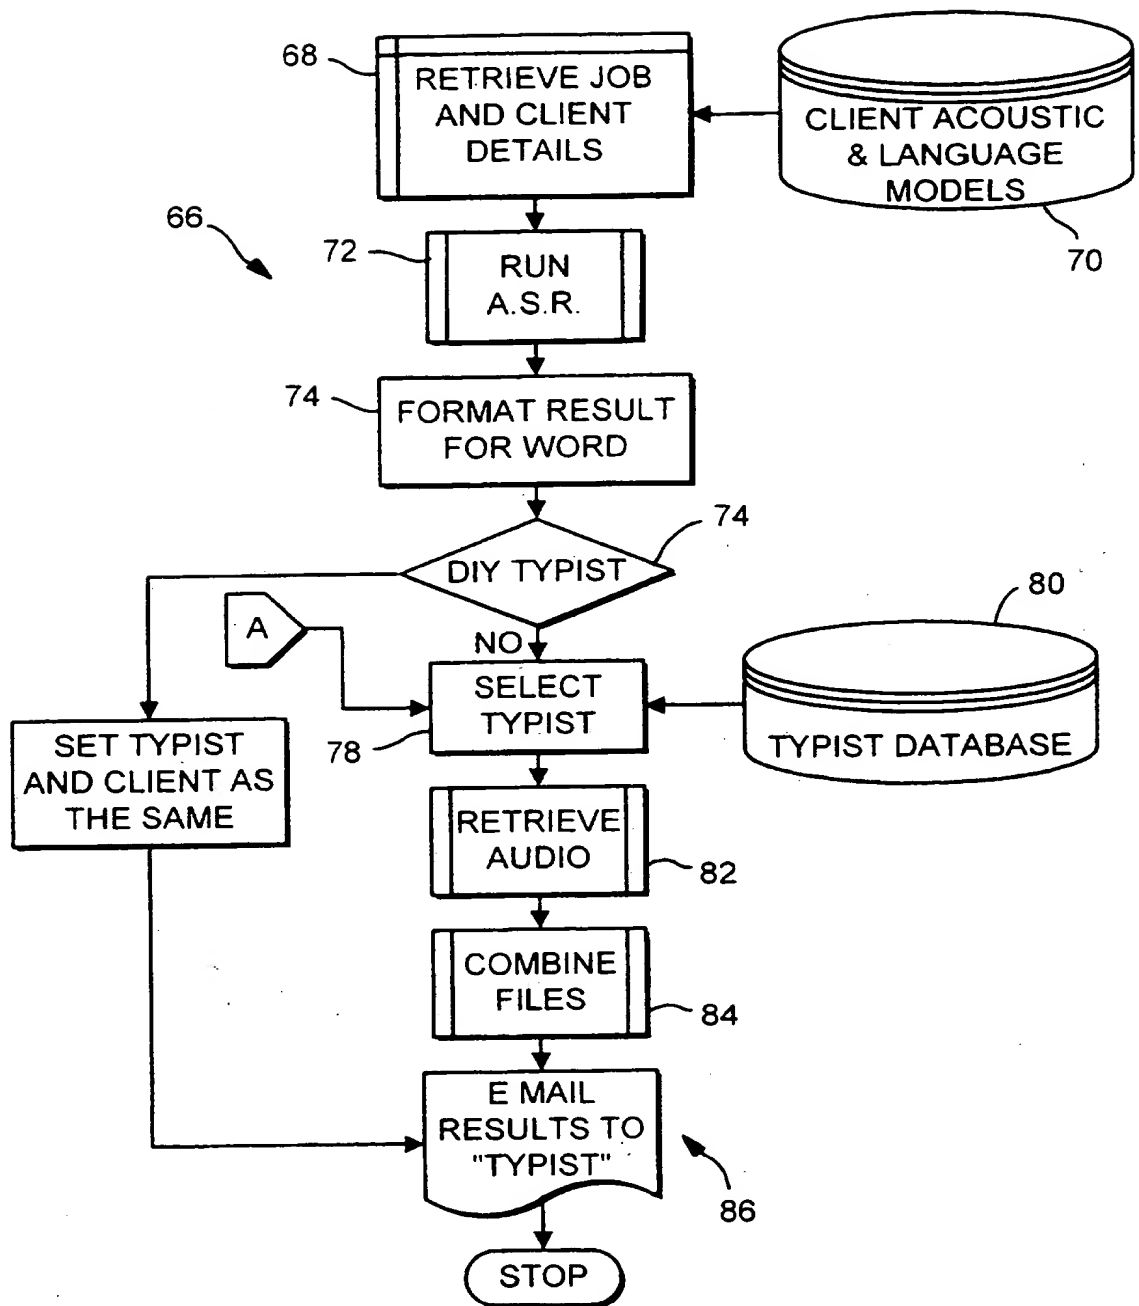 68
RETRIEVE JOB
AND CLIENT
DETAILS
CLIENT ACOUSTIC
& LANGUAGE
MODELS
70
66
72
RUN
A.S.R.
74
FORMAT RESULT
FOR WORD
74
DIY TYPIST
A
NO
80
SELECT
TYPIST
78
TYPIST DATABASE
SET TYPIST
AND CLIENT AS
THE SAME
RETRIEVE
AUDIO
82
COMBINE
FILES
84
E MAIL
RESULTS TO
"TYPIST"
86
STOP